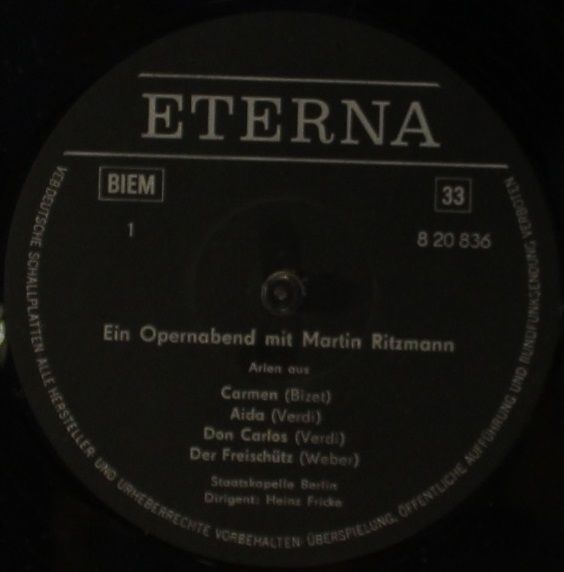 ETERNA
BIEM
33
1
8 20 836
Ein Opernabend mit Martin Ritzmann
Arien aus
Carmen (Bizet)
Aida (Verdi)
Don Carlos (Verdi)
Der Freischütz (Weber)
Staatskapelle Berlin
Dirigent: Heinz Fricke
VEB DEUTSCHE SCHALLPLATTEN ALLE HERSTELLER- UND URHEBERRECHTE VORBEHALTEN ÜBERSPIELUNG, ÖFFENTLICHE AUFFÜHRUNG UND RUNDFUNKSENDUNG VERBOTEN